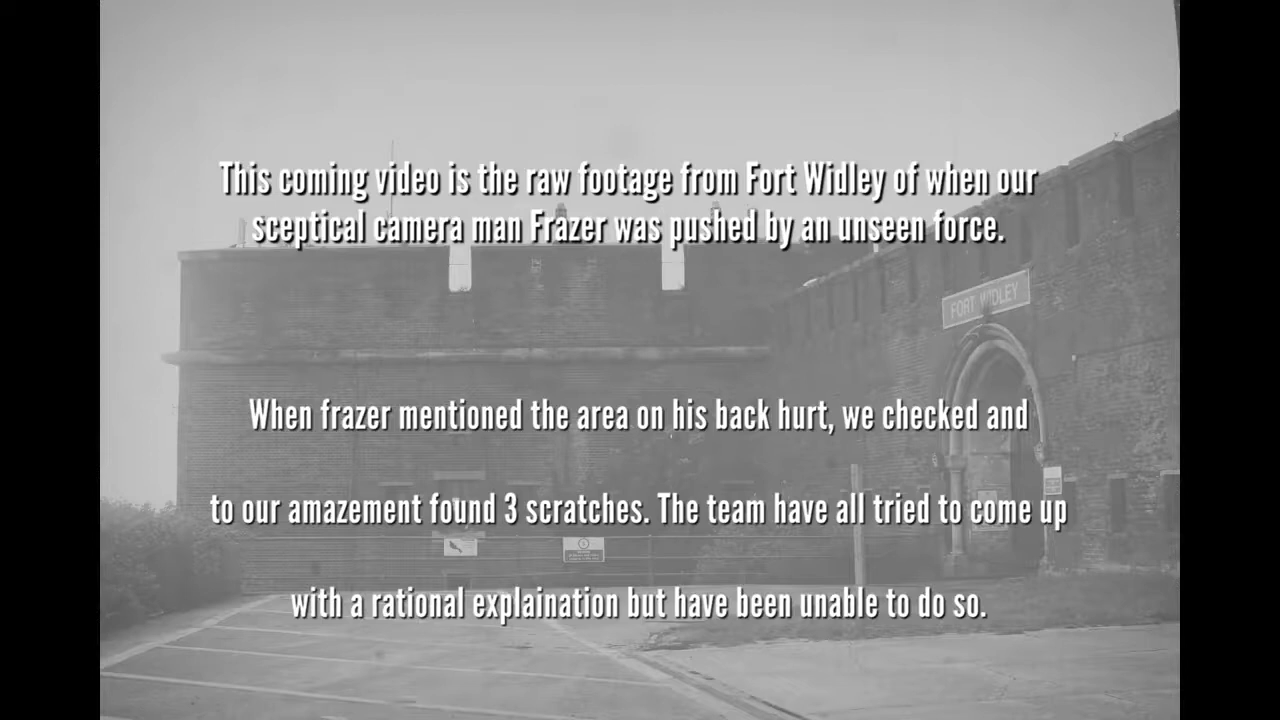 This coming video is the raw footage from Fort Widley of when our
sceptical camera man Frazer was pushed by an unseen force.
FORT WIDLEY
When frazer mentioned the area on his back hurt, we checked and
to our amazement found 3 scratches. The team have all tried to come up
with a rational explaination but have been unable to do so.